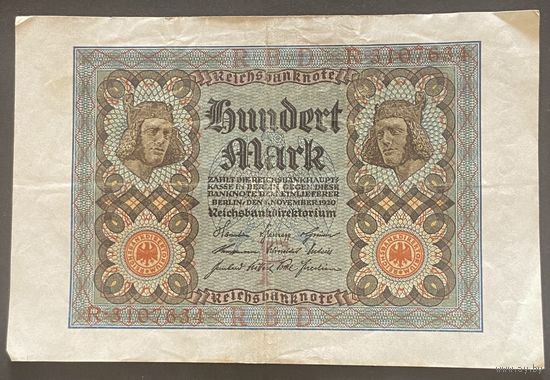 R B D R·3107634
Reichsbanknote
Hundert
Mark
ZAHLT DIE REICHSBANKHAUPT-
KASSE IN BERLIN GEGEN DIESE
BANKNOTE DEM EINLIEFERER
BERLIN, DEN 1. NOVEMBER 1920
Reichsbankdirektorium
Reichsbanknote
R·3107634 R B D